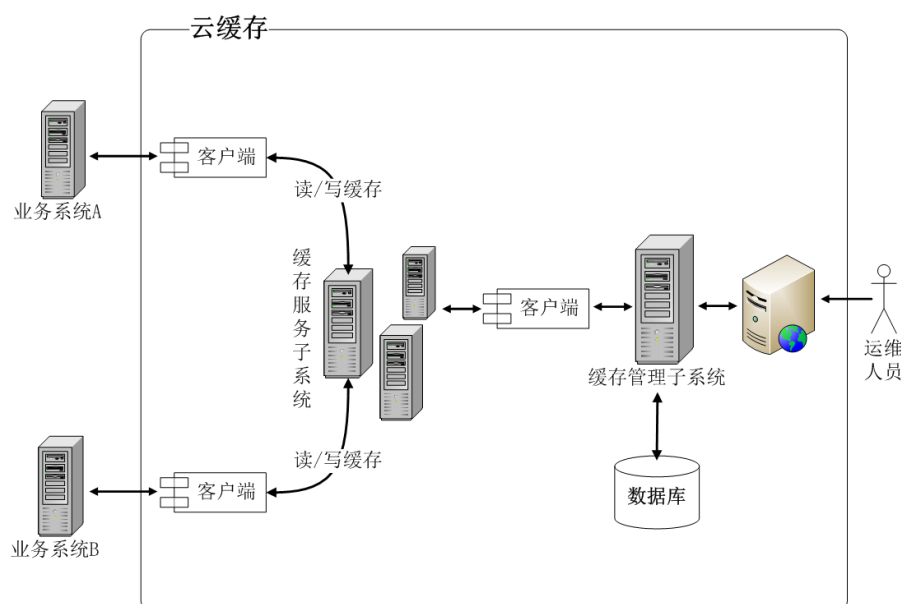 云缓存
客户端
业务系统A
读/写缓存
缓存服务子系统
客户端
缓存管理子系统
运维
人员
读/写缓存
客户端
数据库
业务系统B